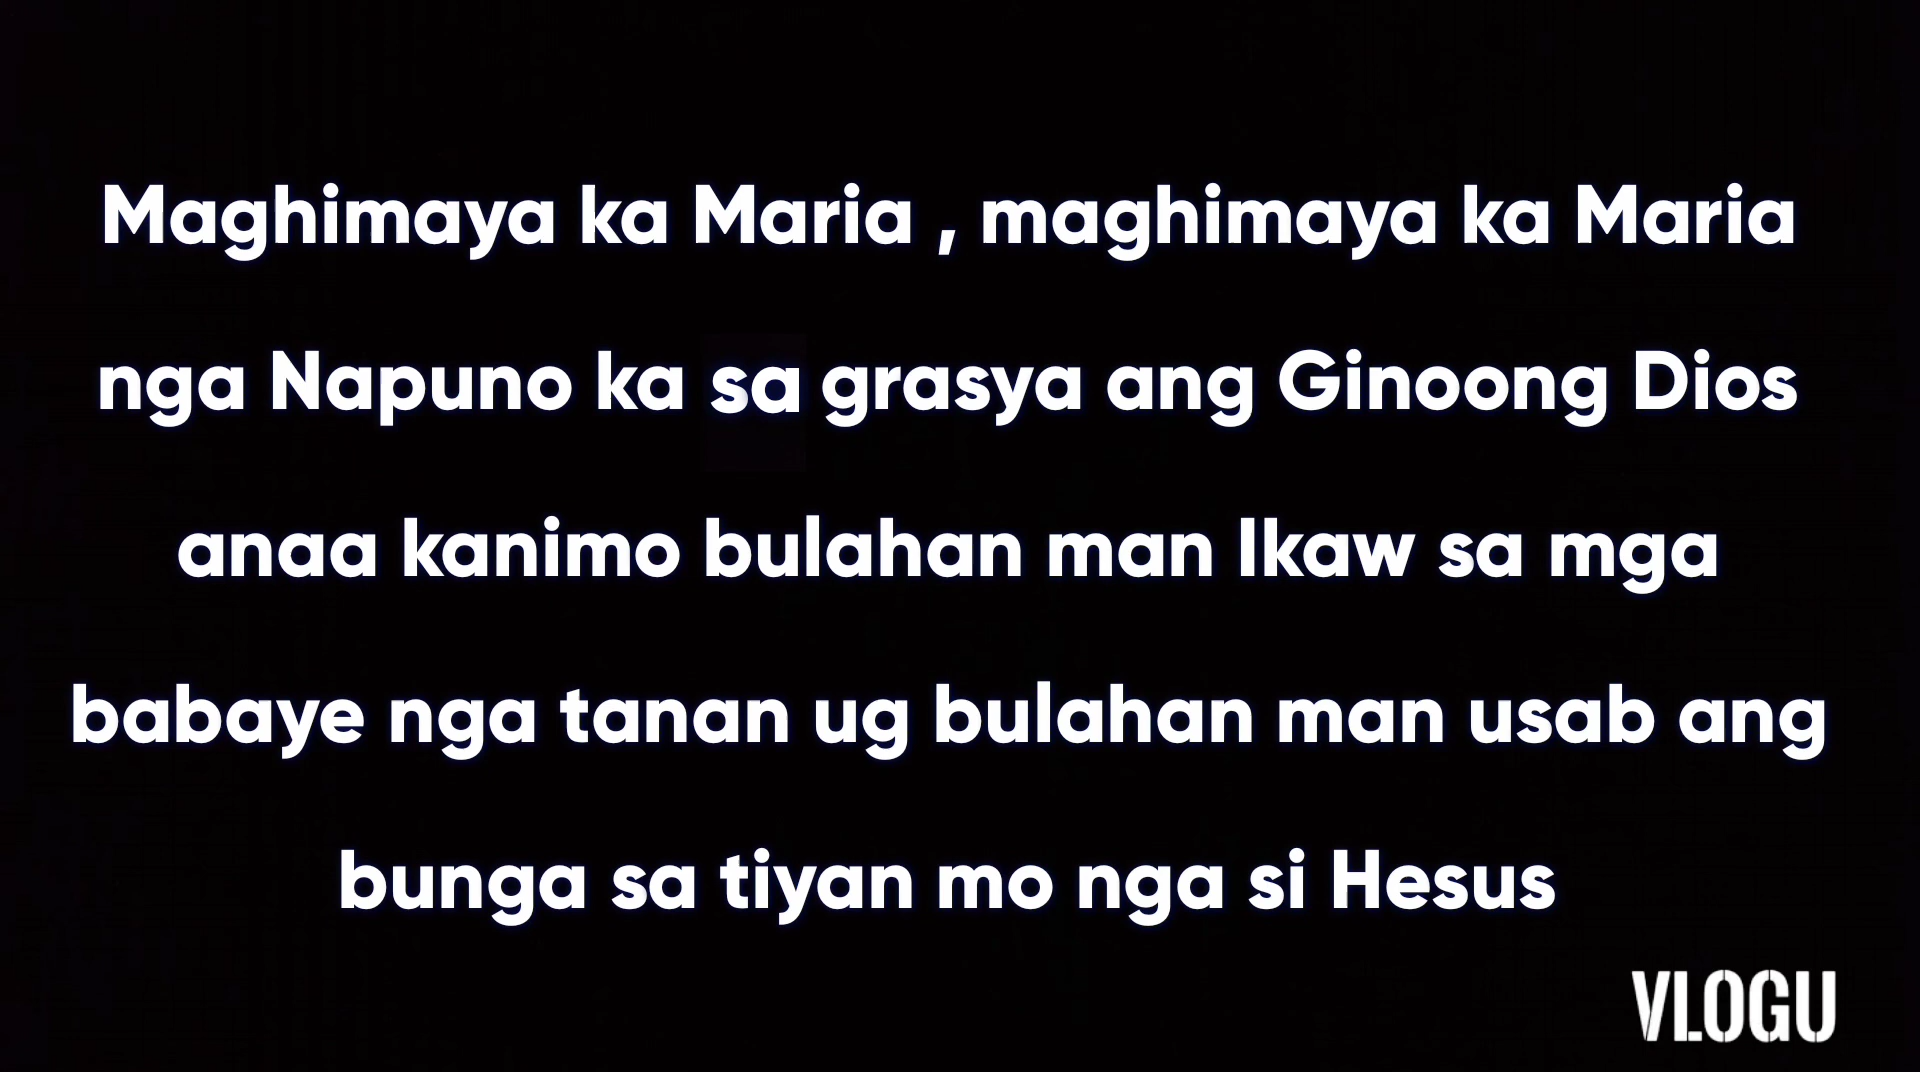 Maghimaya ka Maria , maghimaya ka Maria
nga Napuno ka sa grasya ang Ginoong Dios
anaa kanimo bulahan man Ikaw sa mga
babaye nga tanan ug bulahan man usab ang
bunga sa tiyan mo nga si Hesus
VLOGU